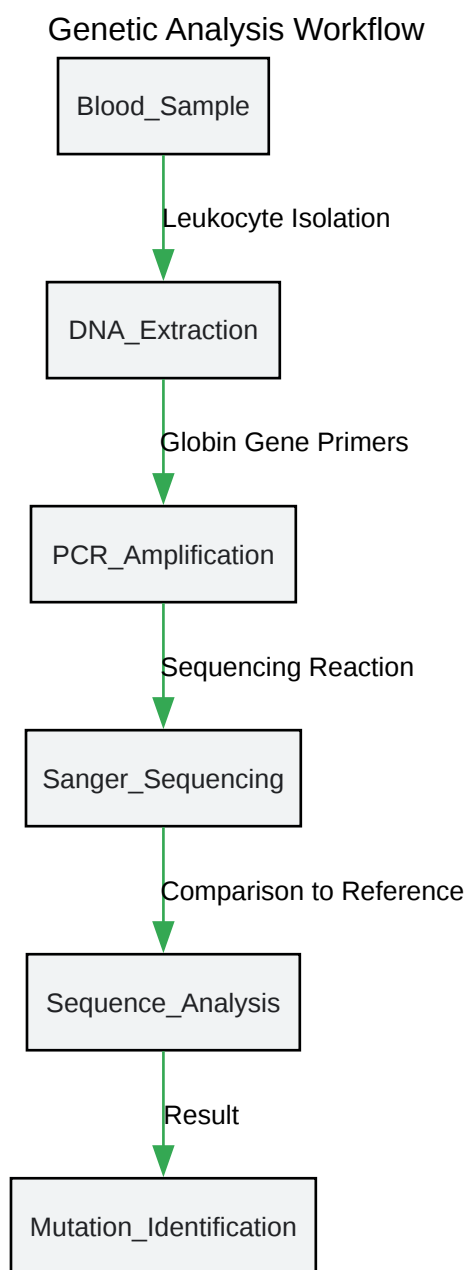 Genetic Analysis Workflow
Blood_Sample
Leukocyte Isolation
DNA_Extraction
Globin Gene Primers
PCR_Amplification
Sequencing Reaction
Sanger_Sequencing
Comparison to Reference
Sequence_Analysis
Result
Mutation_Identification